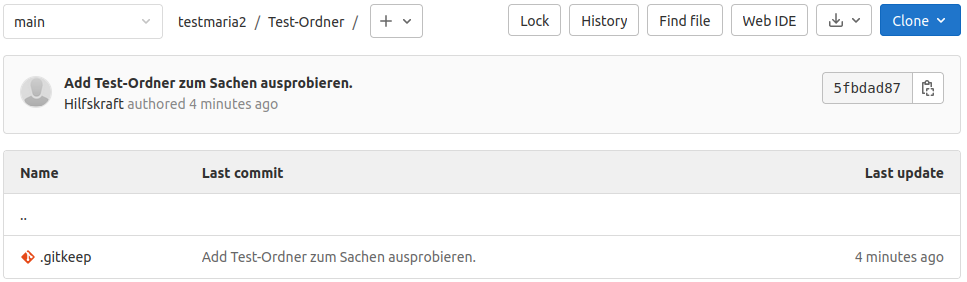 main testmaria2 / Test-Ordner / + Lock History Find file Web IDE Clone
Add Test-Ordner zum Sachen ausprobieren.
Hilfskraft authored 4 minutes ago
5fbdad87
Name Last commit Last update
..
.gitkeep Add Test-Ordner zum Sachen ausprobieren. 4 minutes ago